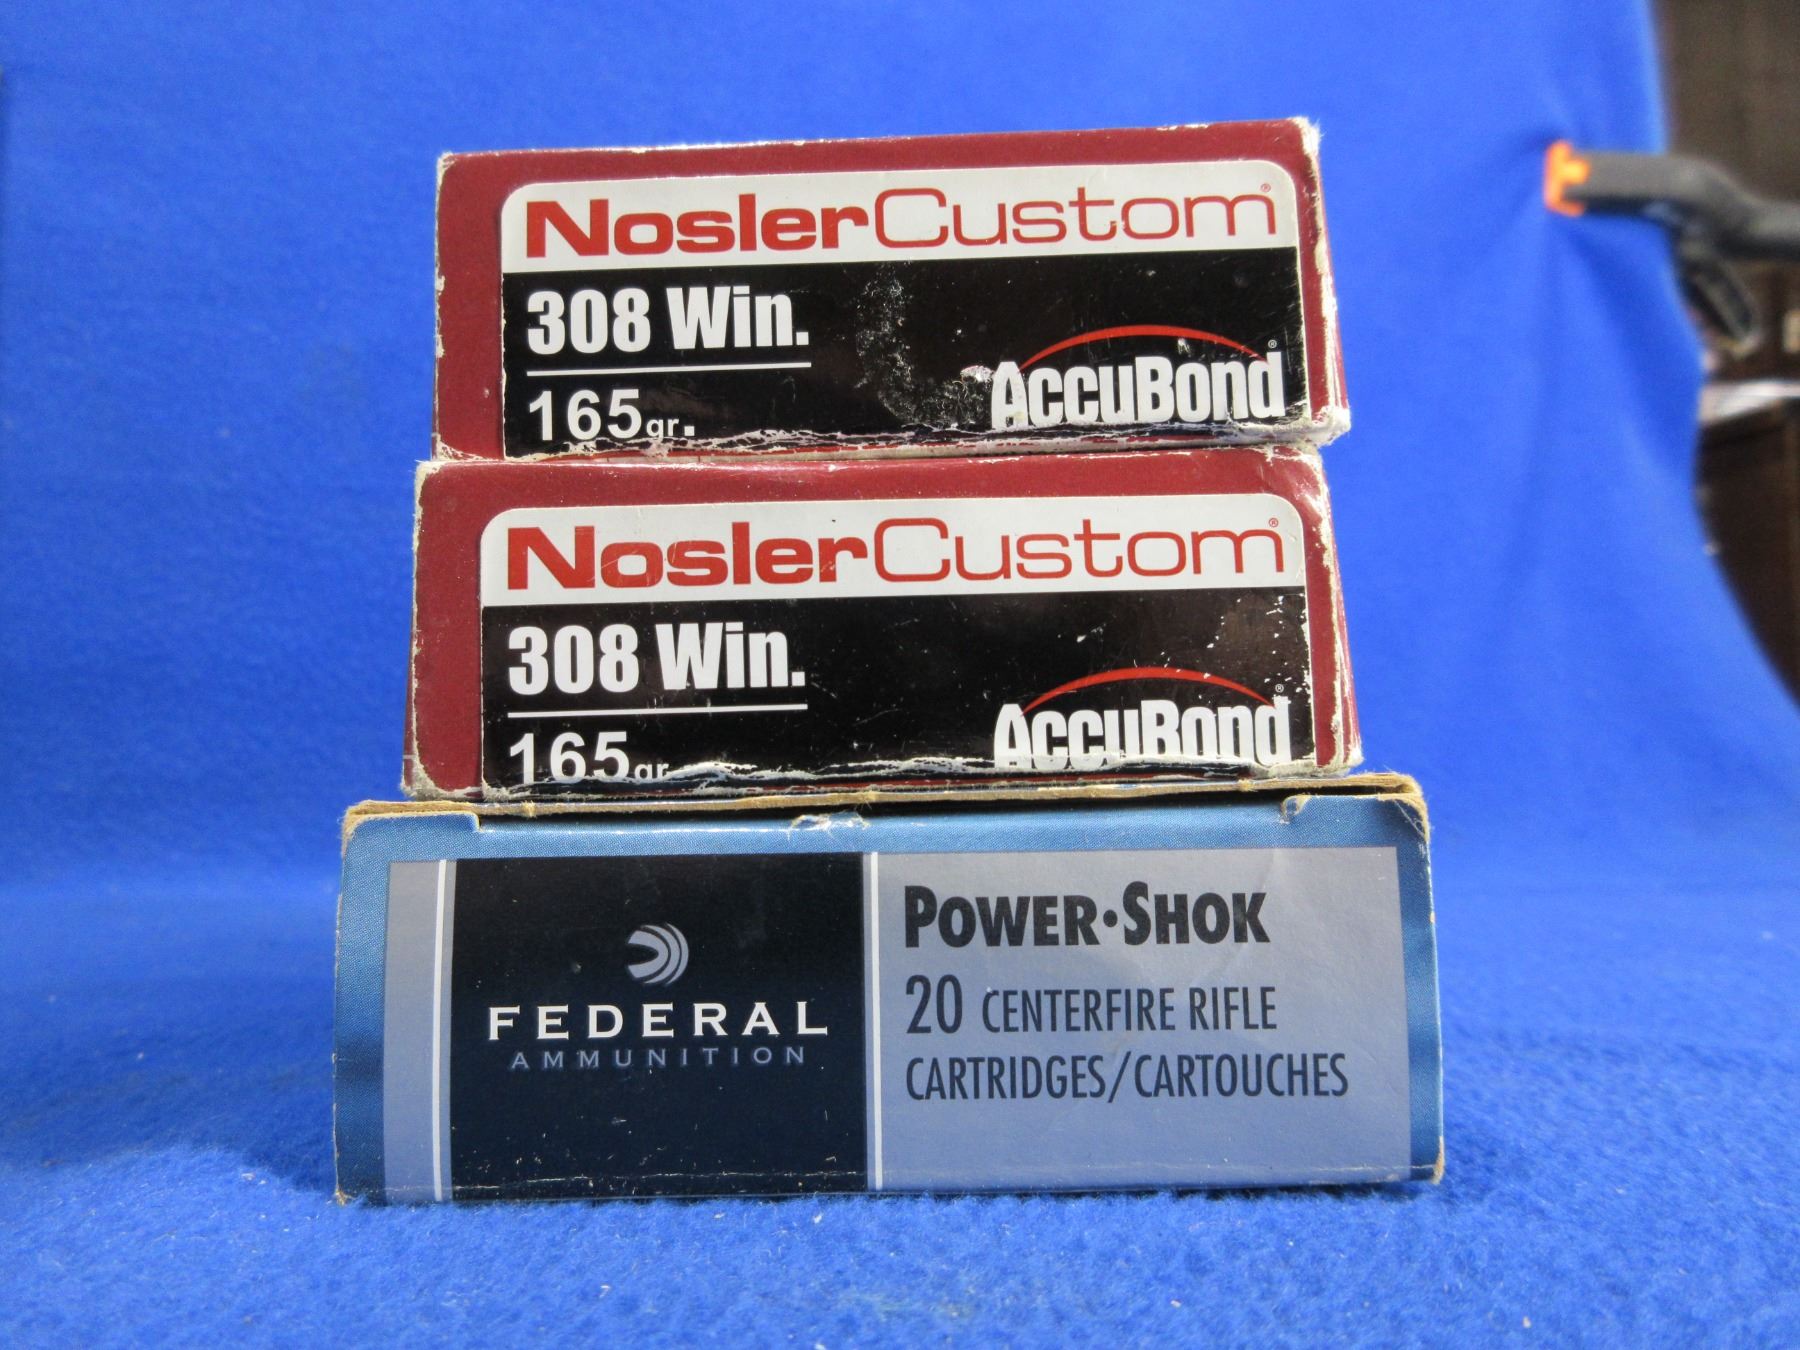 NoslerCustom®
308 Win.
165gr.
AccuBond®
NoslerCustom®
308 Win.
165gr
AccuBond®
FEDERAL
AMMUNITION
POWER•SHOK
20 CENTERFIRE RIFLE
CARTRIDGES/CARTOUCHES